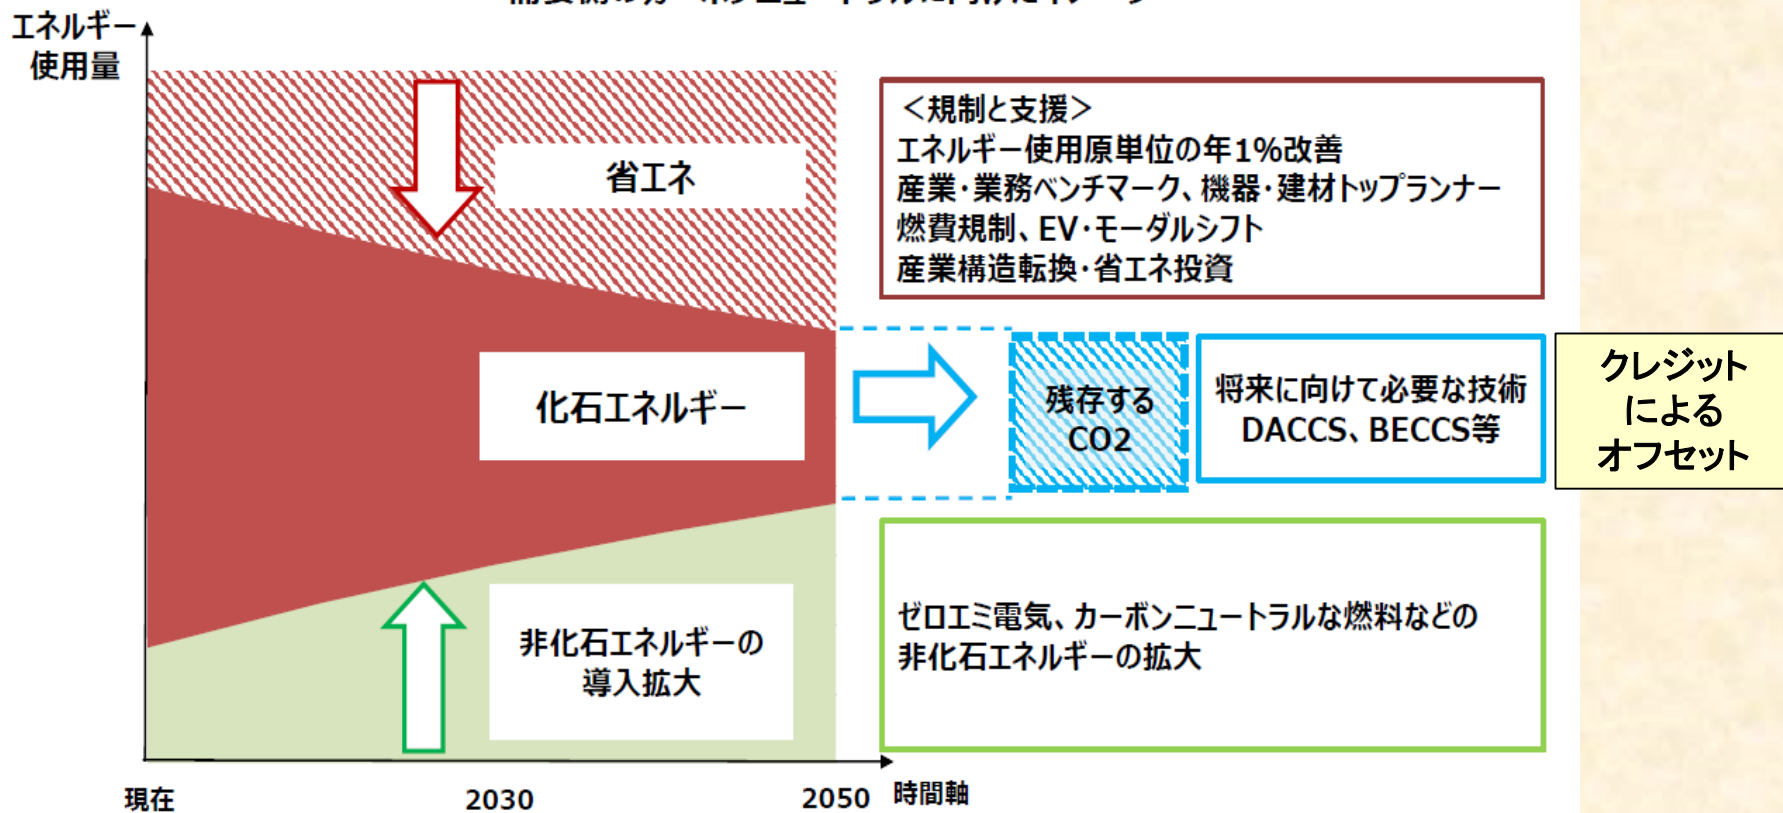 エネルギー
使用量
省エネ
化石エネルギー
非化石エネルギーの
導入拡大
現在
2030
2050
時間軸
＜規制と支援＞
エネルギー使用原単位の年1%改善
産業・業務ベンチマーク、機器・建材トップランナー
燃費規制、EV・モーダルシフト
産業構造転換・省エネ投資
残存する
CO2
将来に向けて必要な技術
DACCS、BECCS等
クレジット
による
オフセット
ゼロエミ電気、カーボンニュートラルな燃料などの
非化石エネルギーの拡大